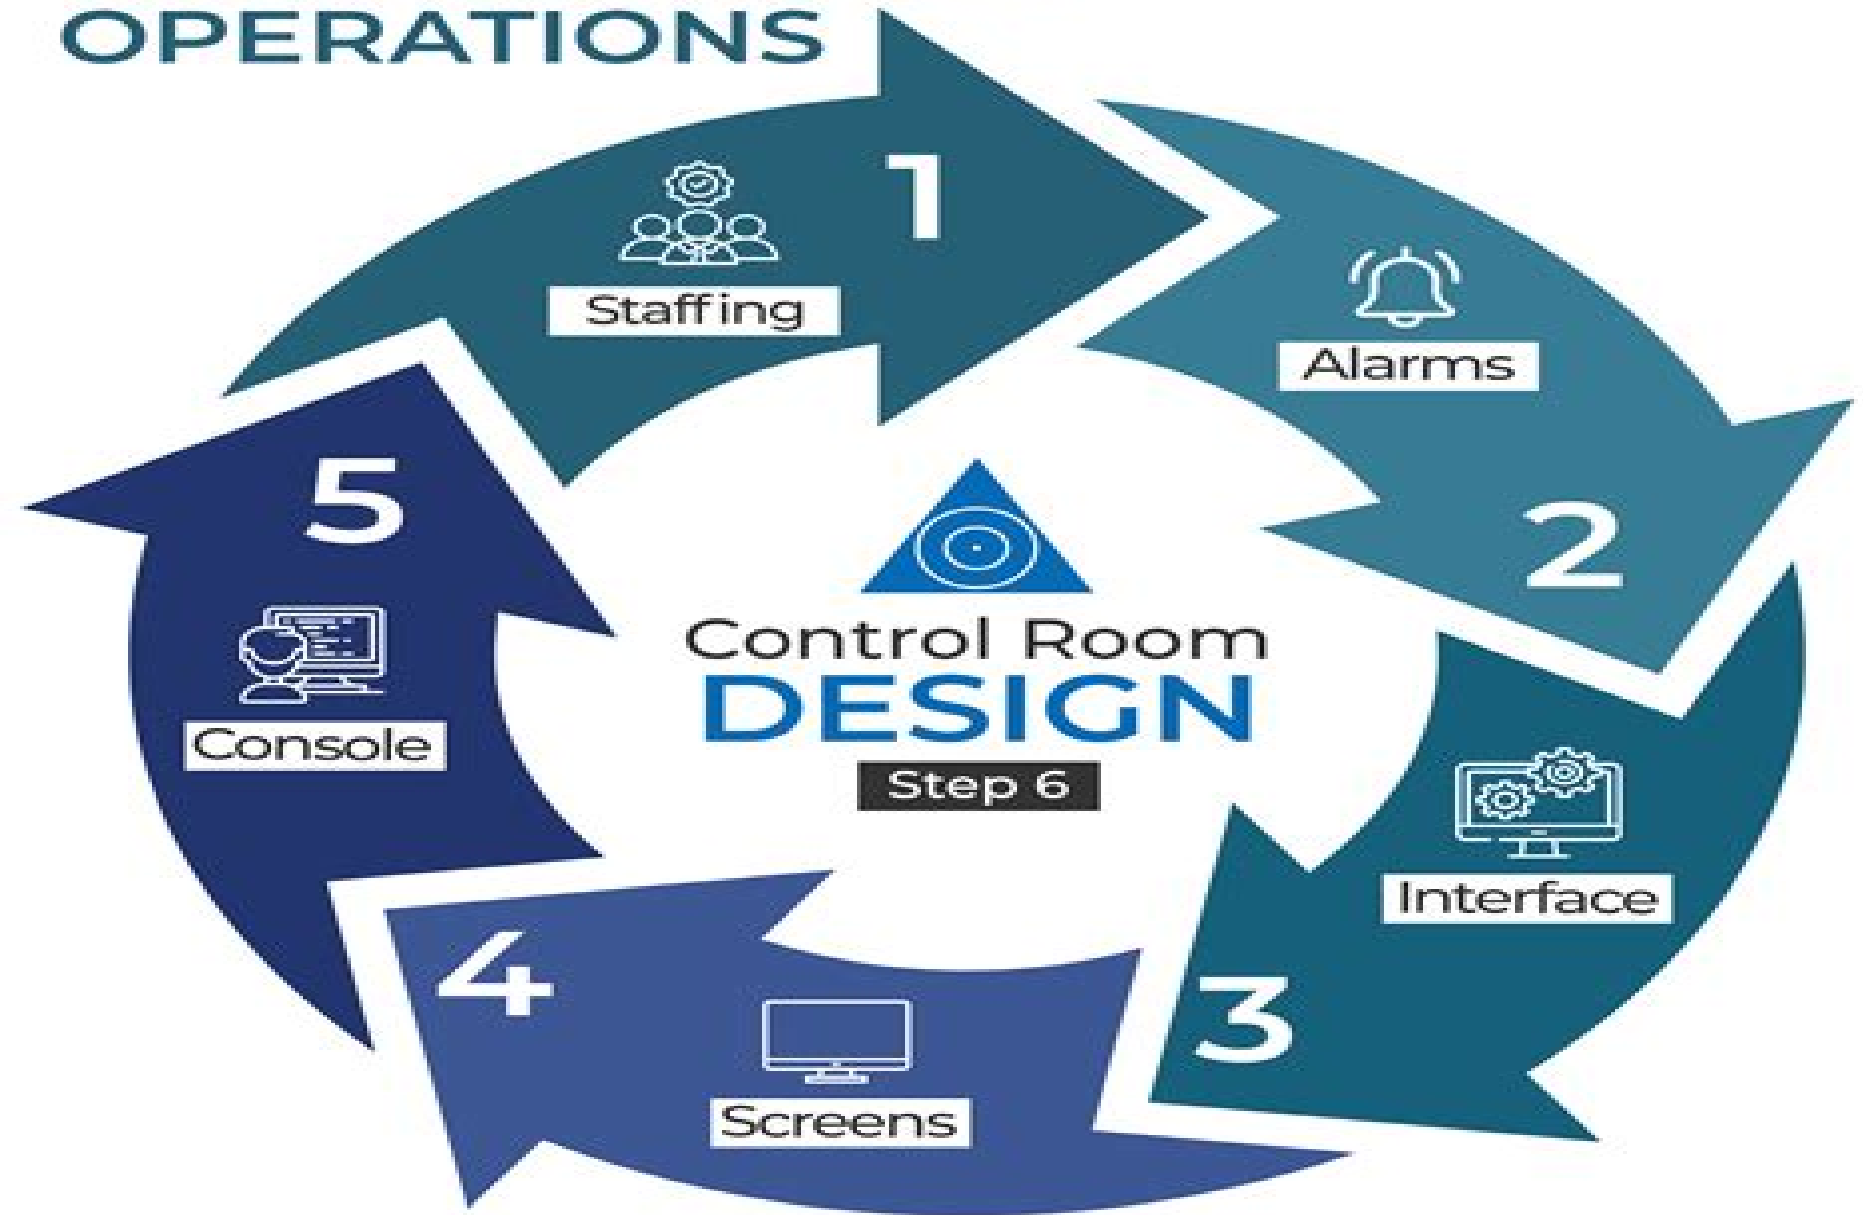 OPERATIONS
1
Staffing
Alarms
2
Interface
3
Screens
4
Console
5
Control Room
DESIGN
Step 6